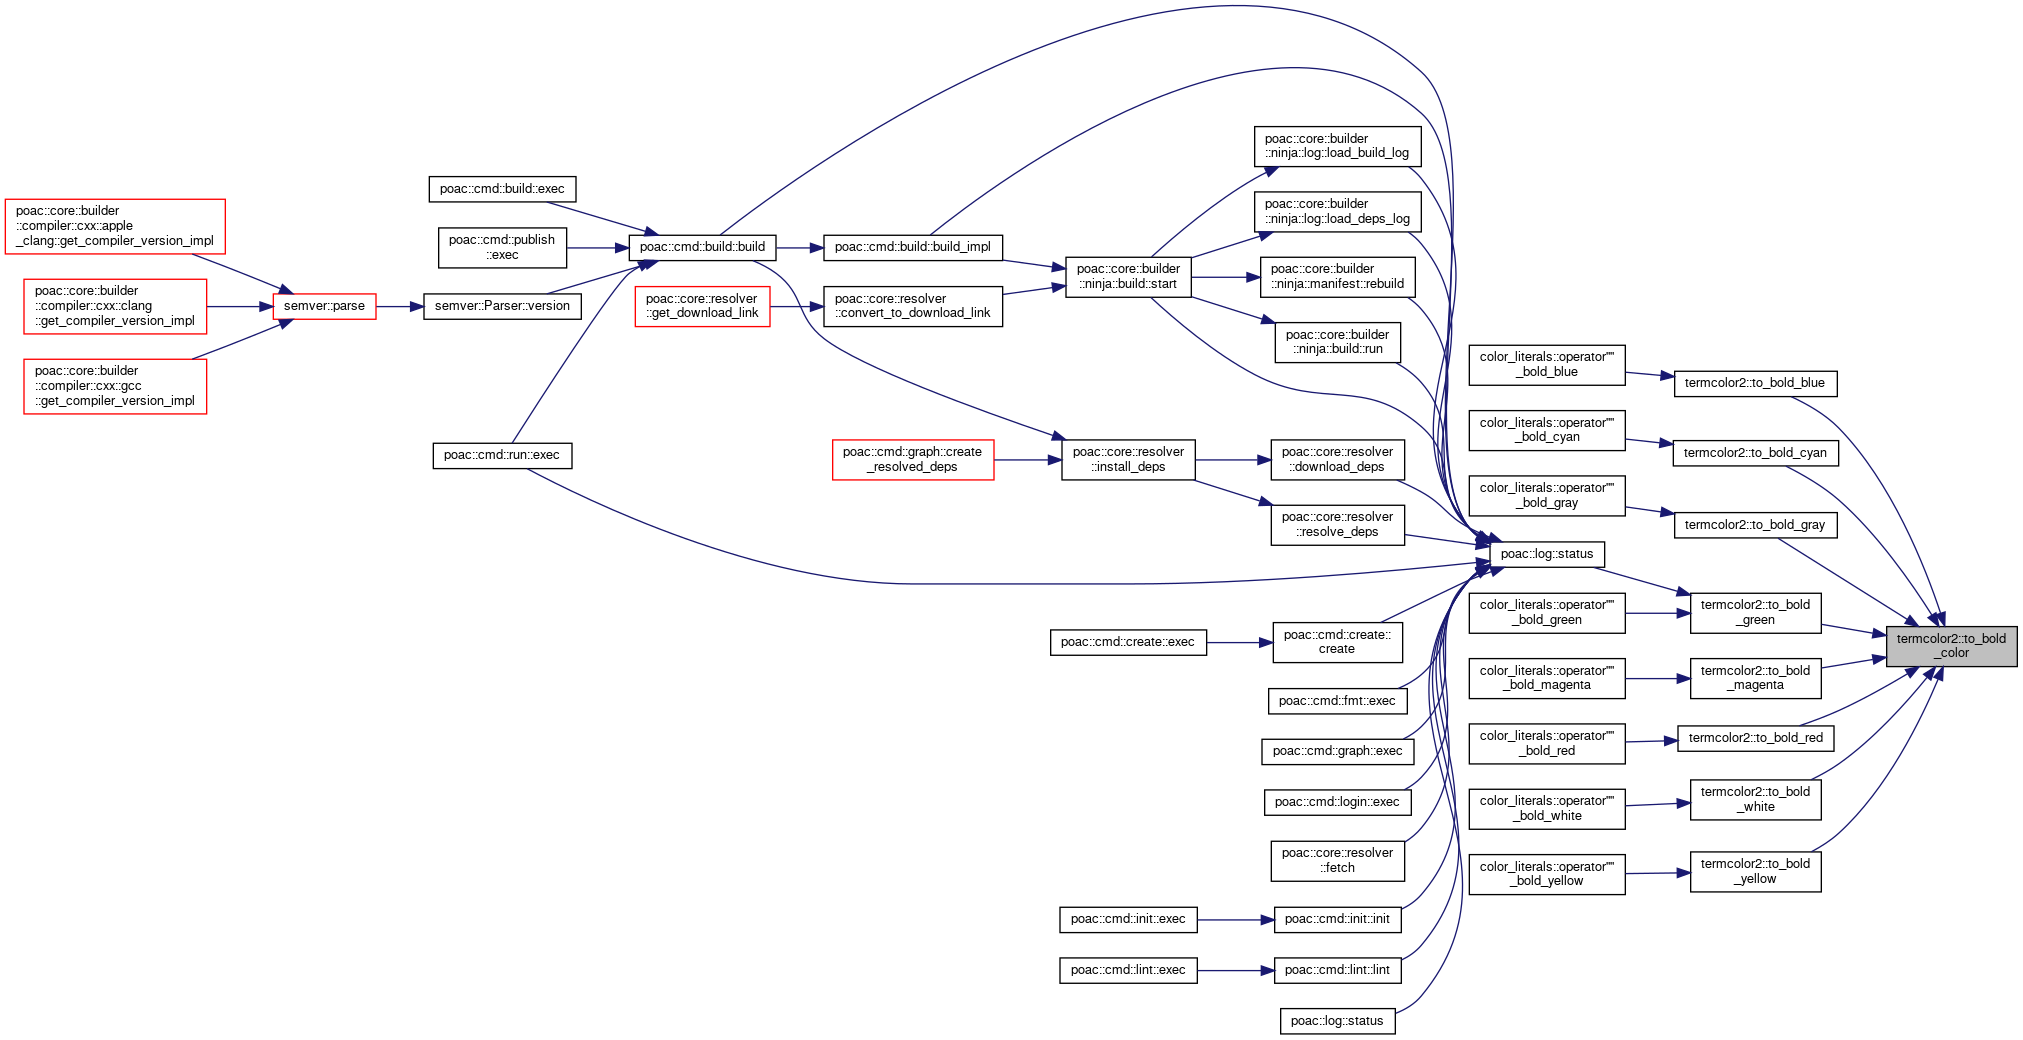 poac::core::builder
::compiler::cxx::apple
_clang::get_compiler_version_impl
poac::core::builder
::compiler::cxx::clang
::get_compiler_version_impl
poac::core::builder
::compiler::cxx::gcc
::get_compiler_version_impl
semver::parse
poac::cmd::build::exec
poac::cmd::publish
::exec
semver::Parser::version
poac::cmd::run::exec
poac::cmd::build::build
poac::core::resolver
::get_download_link
poac::cmd::build::build_impl
poac::core::resolver
::convert_to_download_link
poac::cmd::graph::create
_resolved_deps
poac::core::builder
::ninja::build::start
poac::core::resolver
::install_deps
poac::cmd::create::exec
poac::cmd::init::exec
poac::cmd::lint::exec
poac::core::builder
::ninja::log::load_build_log
poac::core::builder
::ninja::log::load_deps_log
poac::core::builder
::ninja::manifest::rebuild
poac::core::builder
::ninja::build::run
poac::core::resolver
::download_deps
poac::core::resolver
::resolve_deps
poac::cmd::create::
create
poac::cmd::fmt::exec
poac::cmd::graph::exec
poac::cmd::login::exec
poac::core::resolver
::fetch
poac::cmd::init::init
poac::cmd::lint::lint
poac::log::status
color_literals::operator""
_bold_blue
color_literals::operator""
_bold_cyan
color_literals::operator""
_bold_gray
poac::log::status
color_literals::operator""
_bold_green
color_literals::operator""
_bold_magenta
color_literals::operator""
_bold_red
color_literals::operator""
_bold_white
color_literals::operator""
_bold_yellow
termcolor2::to_bold_blue
termcolor2::to_bold_cyan
termcolor2::to_bold_gray
termcolor2::to_bold
_green
termcolor2::to_bold
_magenta
termcolor2::to_bold_red
termcolor2::to_bold
_white
termcolor2::to_bold
_yellow
termcolor2::to_bold
_color